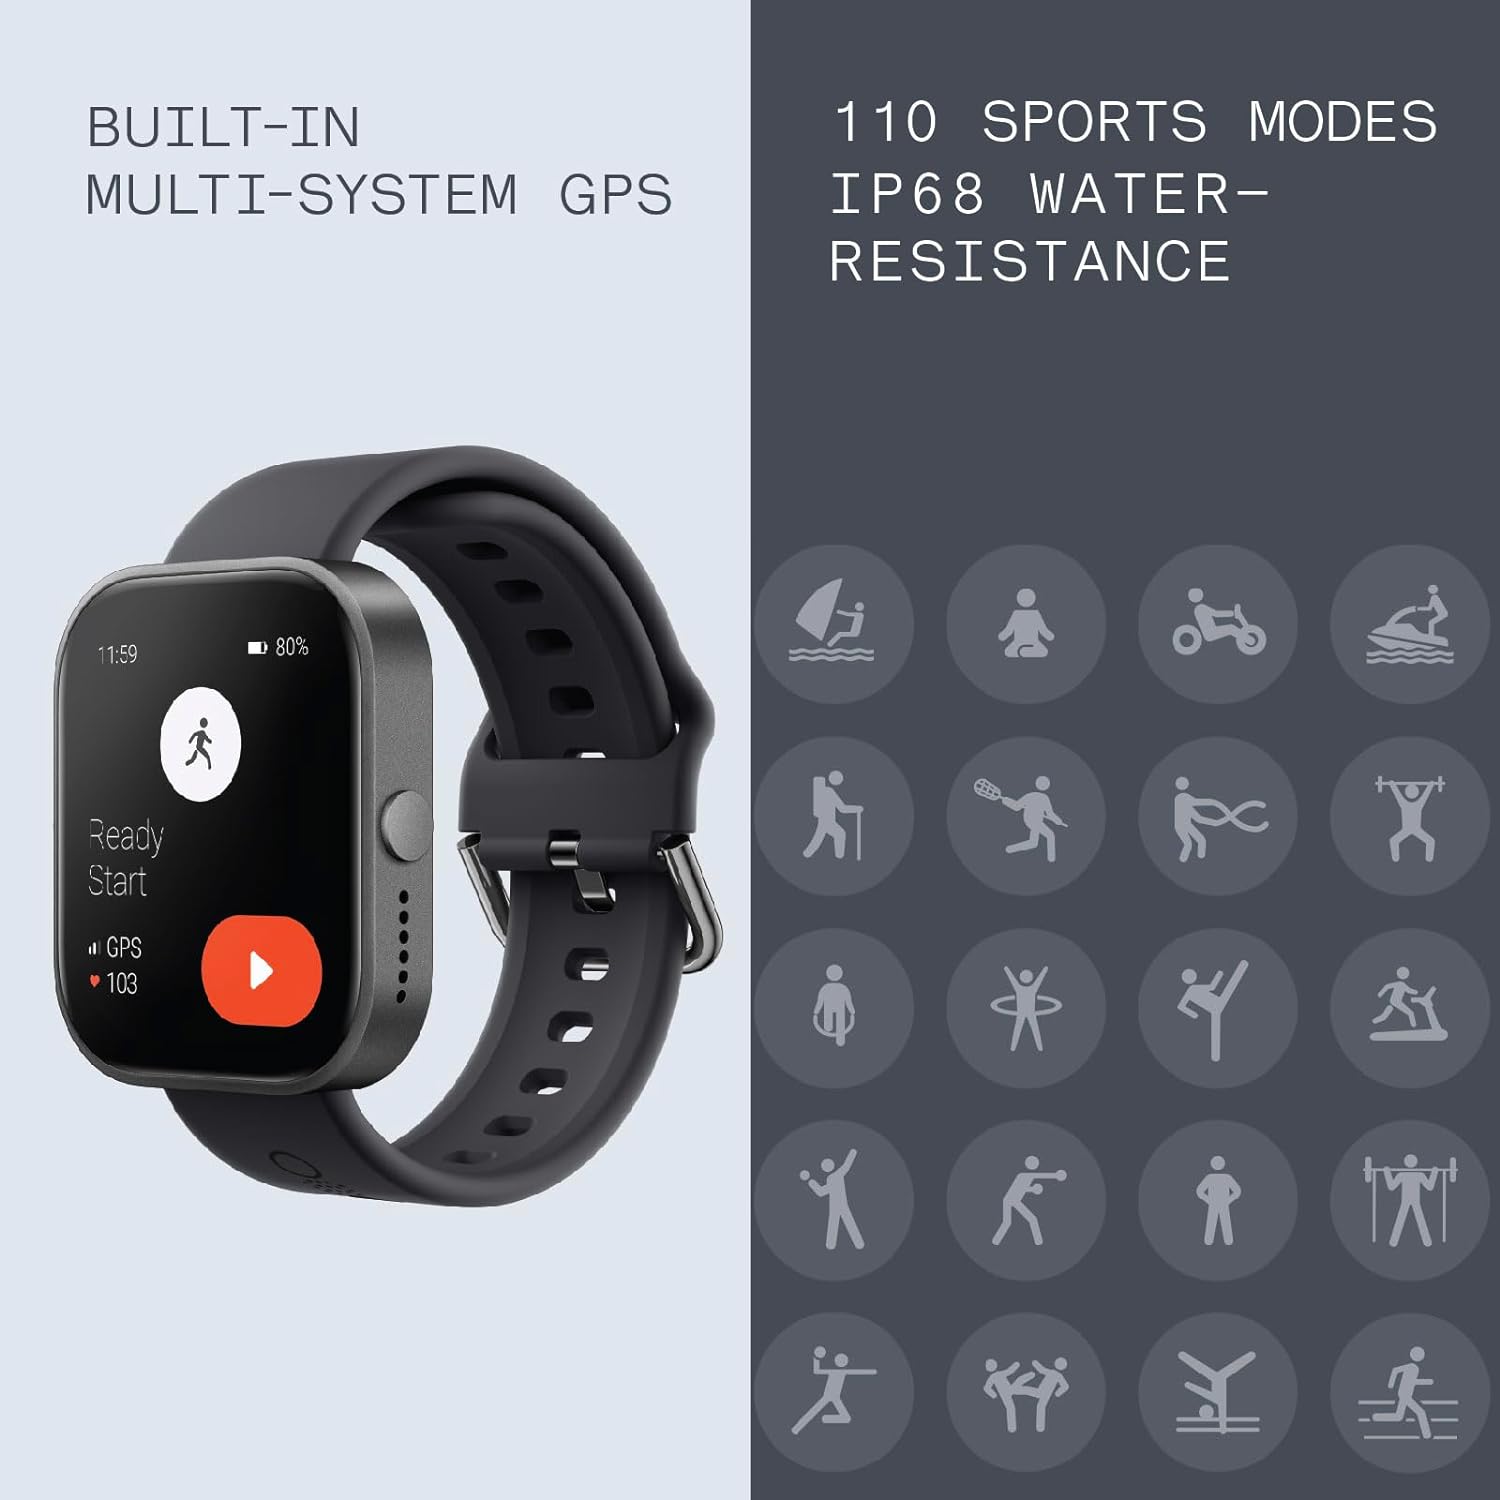 BUILT-IN
MULTI-SYSTEM GPS
110 SPORTS MODES
IP68 WATER-
RESISTANCE
11:59
80%
Ready
Start
GPS
103